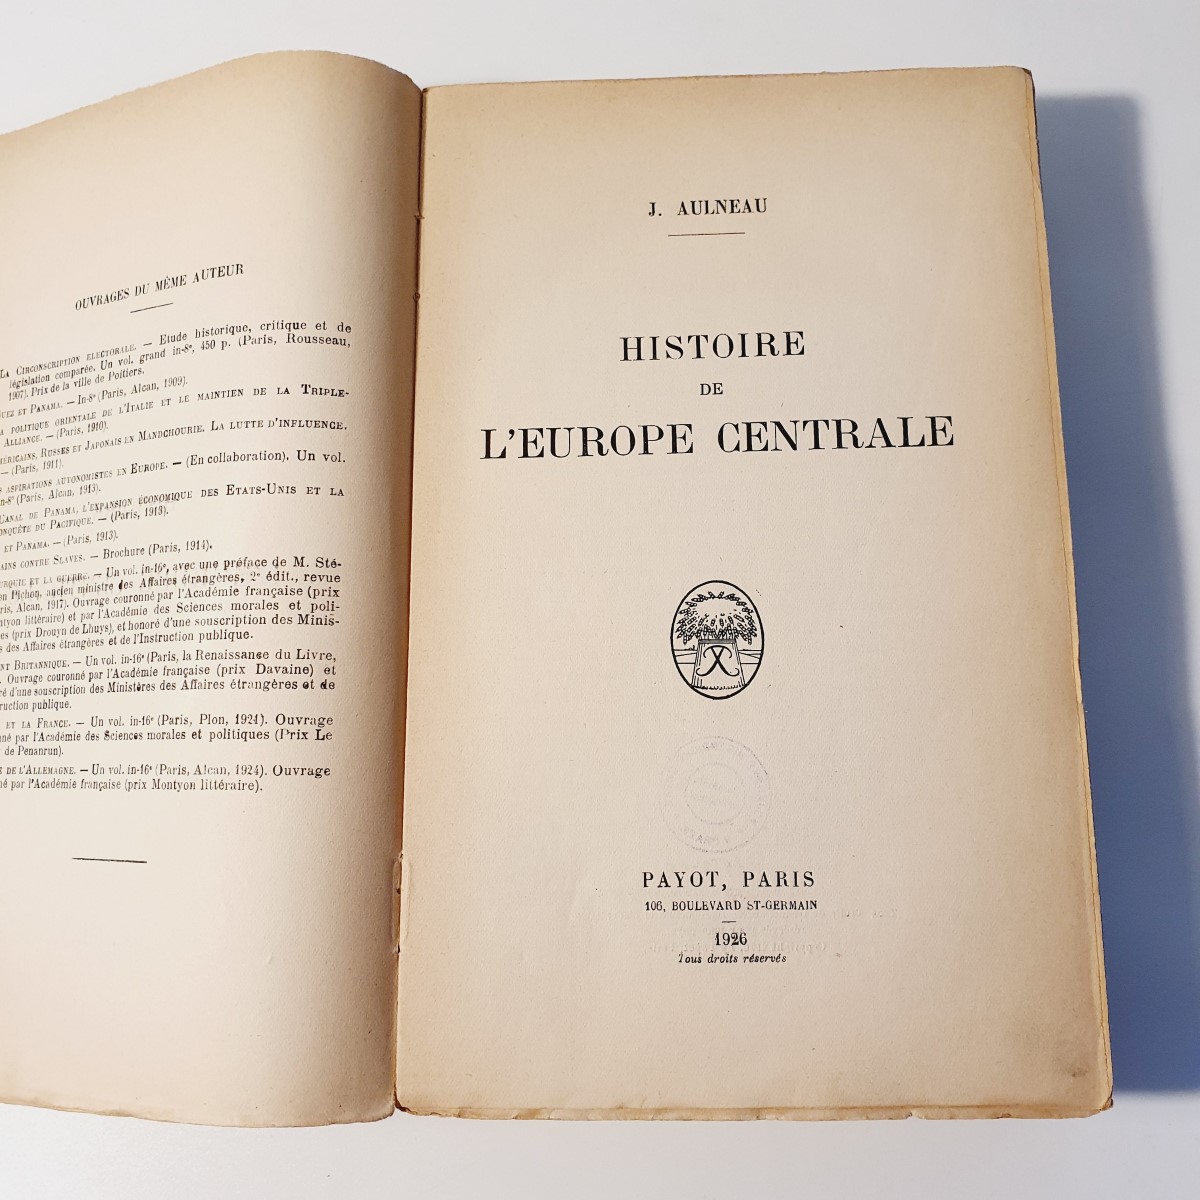 OUVRAGES DU MÊME AUTEUR
LA CIRCONSCRIPTION ELECTORALE. — Etude historique, critique et de
législation comparée. Un vol. grand in-8°, 450 p. (Paris, Rousseau,
1907). Prix de la ville de Poitiers.
ET PANAMA. — In-8° (Paris, Alcan, 1909).
POLITIQUE ORIENTALE DE L'ITALIE ET LE MAINTIEN DE LA TRIPLE-
ALLIANCE. — (Paris, 1910).
RUSSES ET JAPONAIS EN MANDCHOURIE. LA LUTTE D'INFLUENCE.
— (Paris, 1911).
ASPIRATIONS AUTONOMISTES EN EUROPE. — (En collaboration). Un vol.
(Paris, Alcan, 1913).
CANAL DE PANAMA, L'EXPANSION ÉCONOMIQUE DES ETATS-UNIS ET LA
DU PACIFIQUE. — (Paris, 1913).
ET PANAMA. — (Paris, 1913).
CONTRE SLAVES. — Brochure (Paris, 1914).
ET LA GUERRE. — Un vol. in-16°, avec une préface de M. Sté-
Pichon, ancien ministre des Affaires étrangères, 2e édit., revue
Alcan, 1917). Ouvrage couronné par l'Académie française (prix
littéraire) et par l'Académie des Sciences morales et poli-
(prix Drouyn de Lhuys), et honoré d'une souscription des Minis-
des Affaires étrangères et de l'Instruction publique.
BRITANNIQUE. — Un vol. in-16° (Paris, la Renaissance du Livre,
Ouvrage couronné par l'Académie française (prix Davaine) et
d'une souscription des Ministères des Affaires étrangères et de
publique.
ET LA FRANCE. — Un vol. in-16e (Paris, Plon, 1924). Ouvrage
par l'Académie des Sciences morales et politiques (Prix Le
de Penanrun).
DE L'ALLEMAGNE. — Un vol. in-16e (Paris, Alcan, 1924). Ouvrage
par l'Académie française (prix Montyon littéraire).
J. AULNEAU
HISTOIRE
DE
L'EUROPE CENTRALE
PAYOT, PARIS
106, BOULEVARD ST-GERMAIN
1926
Tous droits réservés